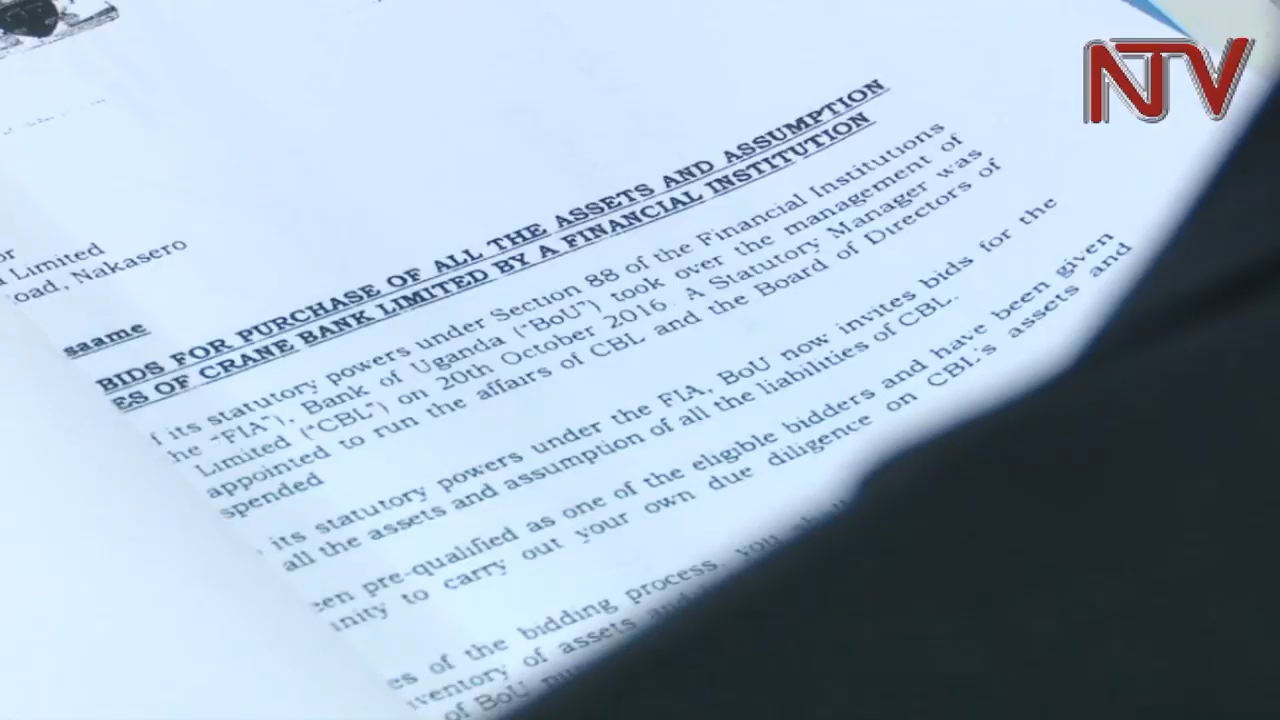 NTV
Limited
oad, Nakasero
saame
BIDS FOR PURCHASE OF ALL THE ASSETS AND ASSUMPTION
ES OF CRANE BANK LIMITED BY A FINANCIAL INSTITUTION
f its statutory powers under Section 88 of the Financial Institutions
he "FIA"), Bank of Uganda ("BoU") took over the management of
Limited ("CBL") on 20th October 2016. A Statutory Manager was
appointed to run the affairs of CBL and the Board of Directors of
spended
its statutory powers under the FIA, BoU now invites bids for the
all the assets and assumption of all the liabilities of CBL.
en pre-qualified as one of the eligible bidders and have been given
nity to carry out your own due diligence on CBL's assets and
es of the bidding process, you
ventory of assets and
of BoU